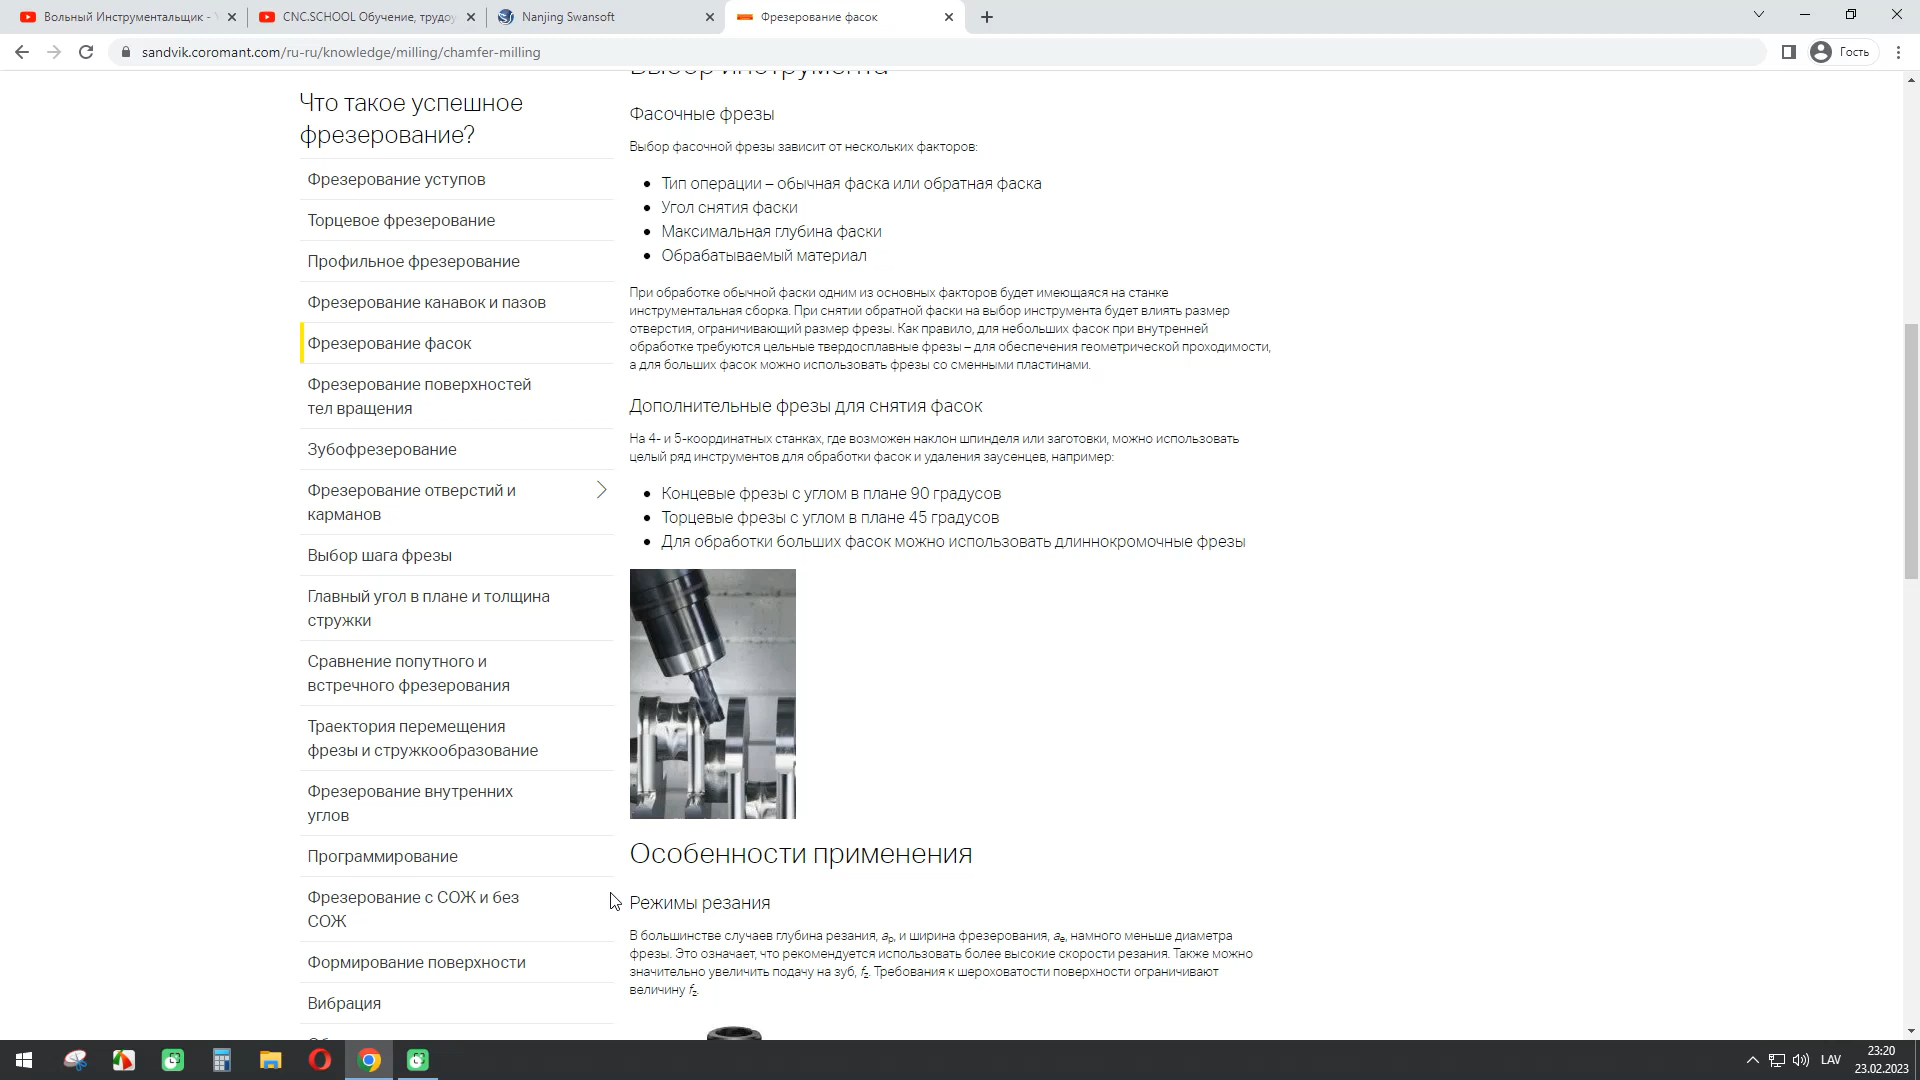 Вольный Инструментальщик -
CNC.SCHOOL Обучение, трудоу
Nanjing Swansoft
Фрезерование фасок
sandvik.coromant.com/ru-ru/knowledge/milling/chamfer-milling
Гость
Что такое успешное
фрезерование?
Фрезерование уступов
Торцевое фрезерование
Профильное фрезерование
Фрезерование канавок и пазов
Фрезерование фасок
Фрезерование поверхностей
тел вращения
Зубофрезерование
Фрезерование отверстий и
карманов
Выбор шага фрезы
Главный угол в плане и толщина
стружки
Сравнение попутного и
встречного фрезерования
Траектория перемещения
фрезы и стружкообразование
Фрезерование внутренних
углов
Программирование
Фрезерование с СОЖ и без
СОЖ
Формирование поверхности
Вибрация
Выбор инструмента
Фасочные фрезы
Выбор фасочной фрезы зависит от нескольких факторов:
Тип операции – обычная фаска или обратная фаска
Угол снятия фаски
Максимальная глубина фаски
Обрабатываемый материал
При обработке обычной фаски одним из основных факторов будет имеющаяся на станке
инструментальная сборка. При снятии обратной фаски на выбор инструмента будет влиять размер
отверстия, ограничивающий размер фрезы. Как правило, для небольших фасок при внутренней
обработке требуются цельные твердосплавные фрезы – для обеспечения геометрической проходимости,
а для больших фасок можно использовать фрезы со сменными пластинами.
Дополнительные фрезы для снятия фасок
На 4- и 5-координатных станках, где возможен наклон шпинделя или заготовки, можно использовать
целый ряд инструментов для обработки фасок и удаления заусенцев, например:
Концевые фрезы с углом в плане 90 градусов
Торцевые фрезы с углом в плане 45 градусов
Для обработки больших фасок можно использовать длиннокромочные фрезы
Особенности применения
Режимы резания
В большинстве случаев глубина резания, ap, и ширина фрезерования, ae, намного меньше диаметра
фрезы. Это означает, что рекомендуется использовать более высокие скорости резания. Также можно
значительно увеличить подачу на зуб, fz. Требования к шероховатости поверхности ограничивают
величину fz.
LAV
23:20
23.02.2023